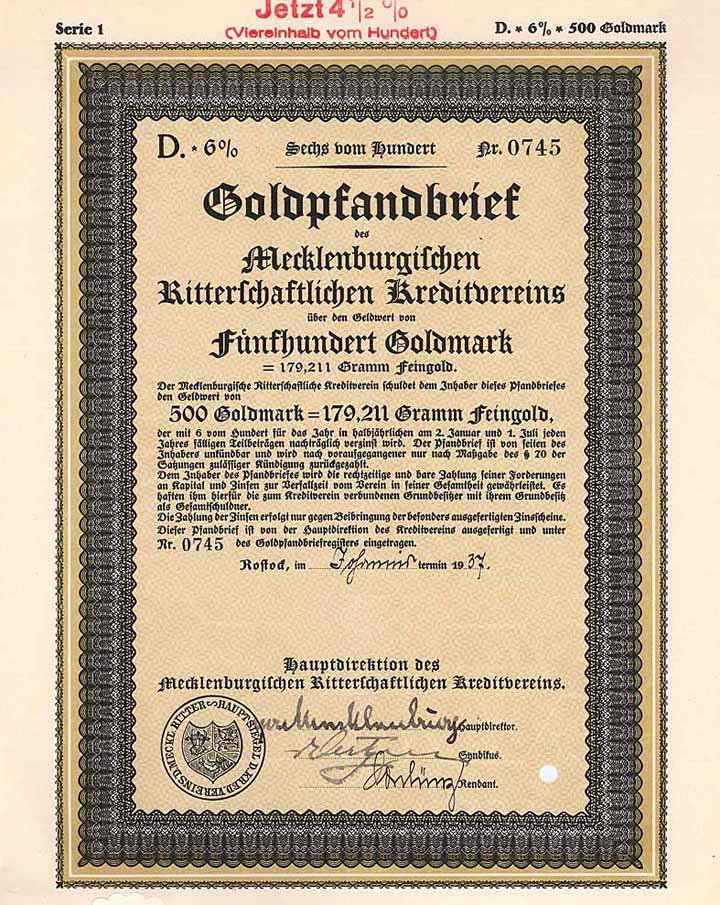 Jetzt 4 1/2 %
(Viereinhalb vom Hundert)
Serie 1
D. * 6% * 500 Goldmark
D. * 6% Sechs vom Hundert Nr. 0745
Goldpfandbrief
des
Mecklenburgischen
Ritterschaftlichen Kreditvereins
über den Geldwert von
Fünfhundert Goldmark
= 179,211 Gramm Feingold.
Der Mecklenburgische Ritterschaftliche Kreditverein schuldet dem Inhaber dieses Pfandbriefes
den Geldwert von
500 Goldmark = 179,211 Gramm Feingold,
der mit 6 vom Hundert für das Jahr in halbjährlichen am 2. Januar und 1. Juli jeden
Jahres fälligen Teilbeträgen nachträglich verzinst wird. Der Pfandbrief ist von seiten des
Inhabers unkündbar und wird nach voraufgegangener nur nach Maßgabe des § 70 der
Satzungen zulässiger Kündigung zurückgezahlt.
Dem Inhaber des Pfandbriefes wird die rechtzeitige und bare Zahlung seiner Forderungen
an Kapital und Zinsen zur Verfallzeit vom Verein in seiner Gesamtheit gewährleistet. Es
haften ihm hierfür die zum Kreditverein verbundenen Grundbesitzer mit ihrem Grundbesitz
als Gesamtschuldner.
Die Zahlung der Zinsen erfolgt nur gegen Beibringung der besonders ausgefertigten Zinsscheine.
Dieser Pfandbrief ist von der Hauptdirektion des Kreditvereins ausgefertigt und unter
Nr. 0745 des Goldpfandbriefregisters eingetragen.
Rostock, im Johannis termin 1937.
Hauptdirektion des
Mecklenburgischen Ritterschaftlichen Kreditvereins.
Hauptdirektor.
Syndikus.
Rendant.
HAUPTSIEGEL D. KREDVEREINS D. MECKL RITTER